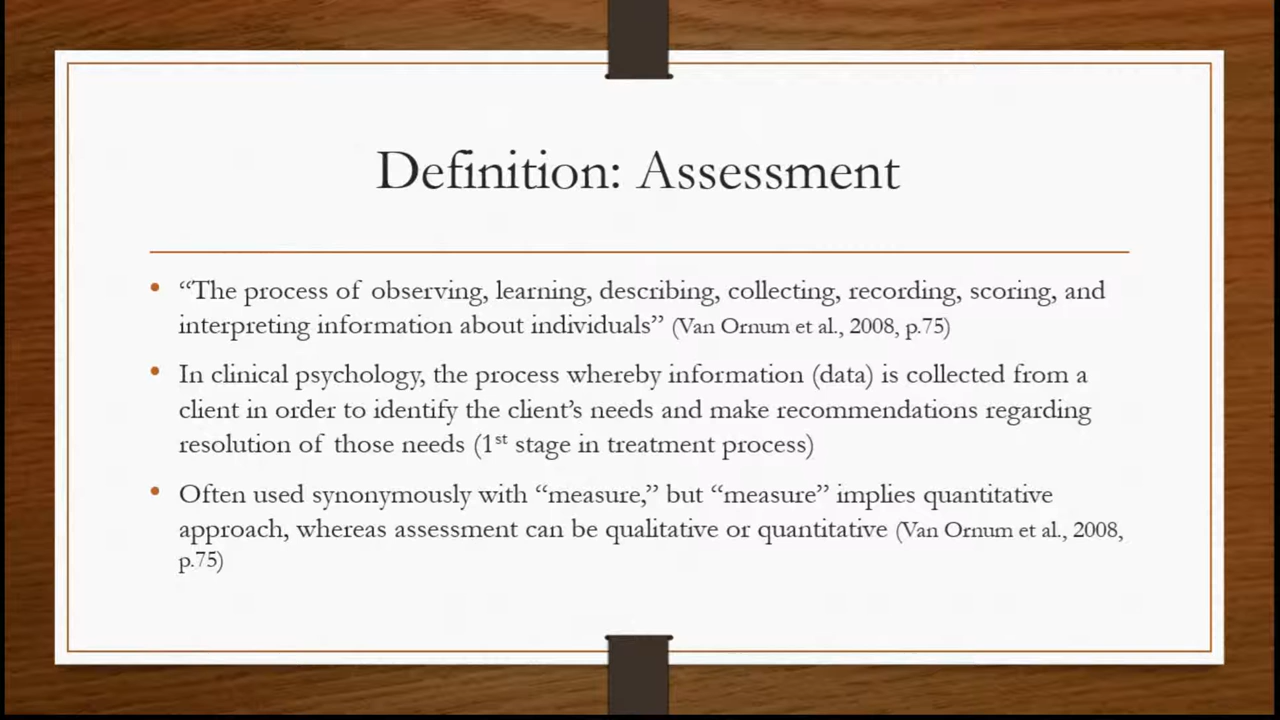 Definition: Assessment
• “The process of observing, learning, describing, collecting, recording, scoring, and
interpreting information about individuals” (Van Ornum et al., 2008, p.75)
• In clinical psychology, the process whereby information (data) is collected from a
client in order to identify the client’s needs and make recommendations regarding
resolution of those needs (1st stage in treatment process)
• Often used synonymously with “measure,” but “measure” implies quantitative
approach, whereas assessment can be qualitative or quantitative (Van Ornum et al., 2008,
p.75)